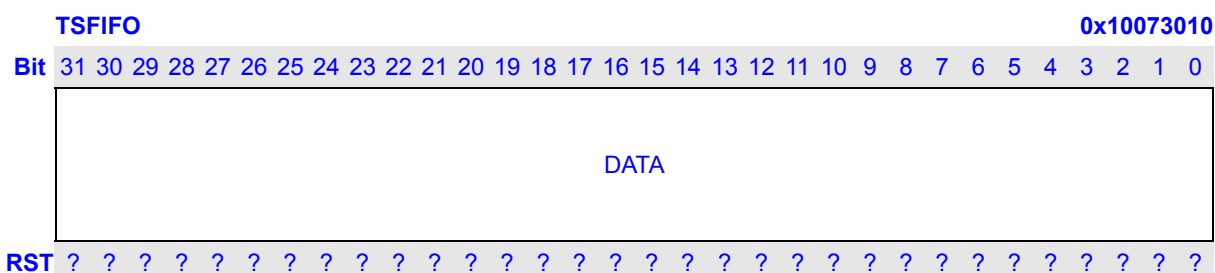 TSFIFO 0x10073010
Bit 31 30 29 28 27 26 25 24 23 22 21 20 19 18 17 16 15 14 13 12 11 10 9 8 7 6 5 4 3 2 1 0
DATA
RST ? ? ? ? ? ? ? ? ? ? ? ? ? ? ? ? ? ? ? ? ? ? ? ? ? ? ? ? ? ? ? ?